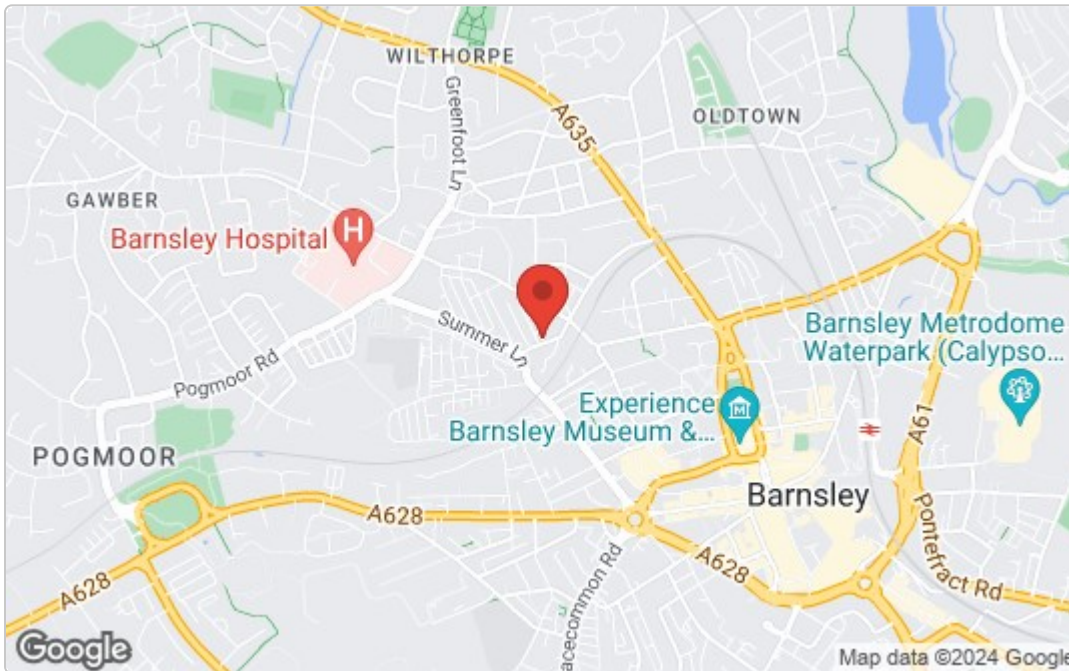 WILTHORPE
Greenfoot Ln
A635
OLDTOWN
GAWBER
Barnsley Hospital
H
Summer Ln
Pogmoor Rd
Barnsley Metrodome
Waterpark (Calypso...
Experience
Barnsley Museum &...
M
A61
POGMOOR
Barnsley
A628
A628
A628
Pontefract Rd
acecommon Rd
Google
Map data ©2024 Google